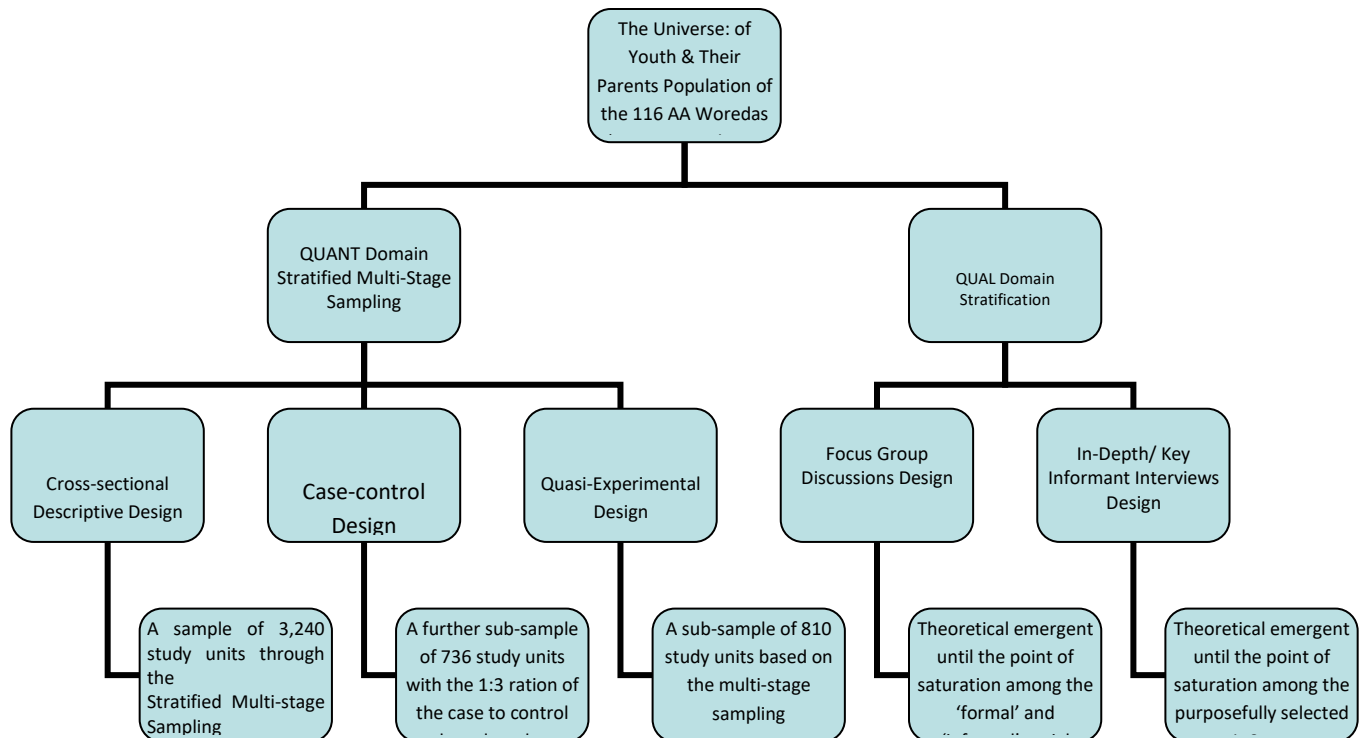 The Universe: of
Youth & Their
Parents Population of
the 116 AA Woredas
QUANT Domain
Stratified Multi-Stage
Sampling
QUAL Domain
Stratification
Cross-sectional
Descriptive Design
Case-control
Design
Quasi-Experimental
Design
Focus Group
Discussions Design
In-Depth/ Key
Informant Interviews
Design
A sample of 3,240
study units through
the
Stratified Multi-stage
Sampling
A further sub-sample
of 736 study units
with the 1:3 ration of
the case to control
A sub-sample of 810
study units based on
the multi-stage
sampling
Theoretical emergent
until the point of
saturation among the
‘formal’ and
Theoretical emergent
until the point of
saturation among the
purposefully selected